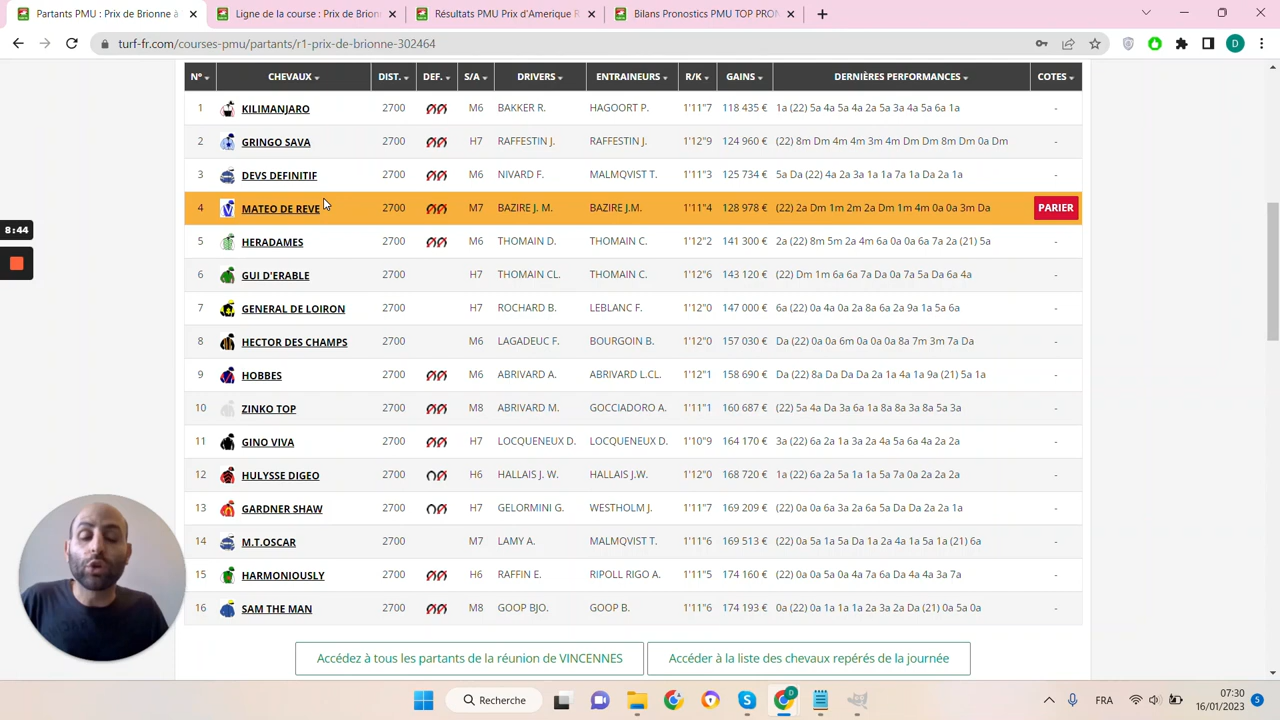 Partants PMU : Prix de Brionne à
Ligne de la course : Prix de Brion
Résultats PMU Prix d'Amerique R
Bilans Pronostics PMU TOP PRON
turf-fr.com/courses-pmu/partants/r1-prix-de-brionne-302464
N° CHEVAUX DIST. DEF. S/A DRIVERS ENTRAINEURS R/K GAINS DERNIÈRES PERFORMANCES COTES
1 KILIMANJARO 2700 M6 BAKKER R. HAGOORT P. 1'11"7 118 435 € 1a (22) 5a 4a 5a 4a 2a 5a 3a 4a 5a 6a 1a -
2 GRINGO SAVA 2700 H7 RAFFESTIN J. RAFFESTIN J. 1'12"9 124 960 € (22) 8m Dm 4m 4m 3m 4m Dm Dm 8m Dm 0a Dm -
3 DEVS DEFINITIF 2700 M6 NIVARD F. MALMQVIST T. 1'11"3 125 734 € 5a Da (22) 4a 2a 3a 1a 1a 7a 1a Da 2a 1a -
4 MATEO DE REVE 2700 M7 BAZIRE J. M. BAZIRE J.M. 1'11"4 128 978 € (22) 2a Dm 1m 2m 2a Dm 1m 4m 0a 0a 3m Da PARIER
5 HERADAMES 2700 M6 THOMAIN D. THOMAIN C. 1'12"2 141 300 € 2a (22) 8m 5m 2a 4m 6a 0a 0a 6a 7a 2a (21) 5a -
6 GUI D'ERABLE 2700 H7 THOMAIN CL. THOMAIN C. 1'12"6 143 120 € (22) Dm 1m 6a 6a 7a Da 0a 7a 5a Da 6a 4a -
7 GENERAL DE LOIRON 2700 H7 ROCHARD B. LEBLANC F. 1'12"0 147 000 € 6a (22) 0a 4a 0a 2a 8a 6a 2a 9a 1a 5a 6a -
8 HECTOR DES CHAMPS 2700 M6 LAGADEUC F. BOURGOIN B. 1'12"0 157 030 € Da (22) 0a 0a 6m 0a 0a 0a 8a 7m 3m 7a Da -
9 HOBBES 2700 M6 ABRIVARD A. ABRIVARD L.CL. 1'12"1 158 690 € Da (22) 8a Da Da Da 2a 1a 4a 1a 9a (21) 5a 1a -
10 ZINKO TOP 2700 M8 ABRIVARD M. GOCCIADORO A. 1'11"1 160 687 € (22) 5a 4a Da 3a 6a 1a 8a 8a 3a 8a 5a 3a -
11 GINO VIVA 2700 H7 LOCQUENEUX D. LOCQUENEUX D. 1'10"9 164 170 € 3a (22) 6a 2a 1a 3a 2a 4a 5a 6a 4a 2a 2a -
12 HULYSSE DIGEO 2700 H6 HALLAIS J. W. HALLAIS J.W. 1'12"0 168 720 € 1a (22) 6a 2a 5a 1a 1a 5a 7a 0a 2a 2a 2a -
13 GARDNER SHAW 2700 H7 GELORMINI G. WESTHOLM J. 1'11"7 169 209 € (22) 0a 0a 6a 3a 2a 6a 5a Da Da 2a 2a 1a -
14 M.T.OSCAR 2700 M7 LAMY A. MALMQVIST T. 1'11"6 169 513 € (22) 0a 5a 1a 5a Da 1a 2a 4a 1a 5a 1a (21) 6a -
15 HARMONIOUSLY 2700 H6 RAFFIN E. RIPOLL RIGO A. 1'11"5 174 160 € (22) 0a 0a 5a 0a 4a 7a 6a Da 4a 4a 3a 7a -
16 SAM THE MAN 2700 M8 GOOP BJO. GOOP B. 1'11"6 174 193 € 0a (22) 0a 1a 1a 1a 2a 3a 2a Da (21) 0a 5a 0a -
8:44
Accédez à tous les partants de la réunion de VINCENNES
Accéder à la liste des chevaux repérés de la journée
Recherche
FRA
07:30
16/01/2023
5